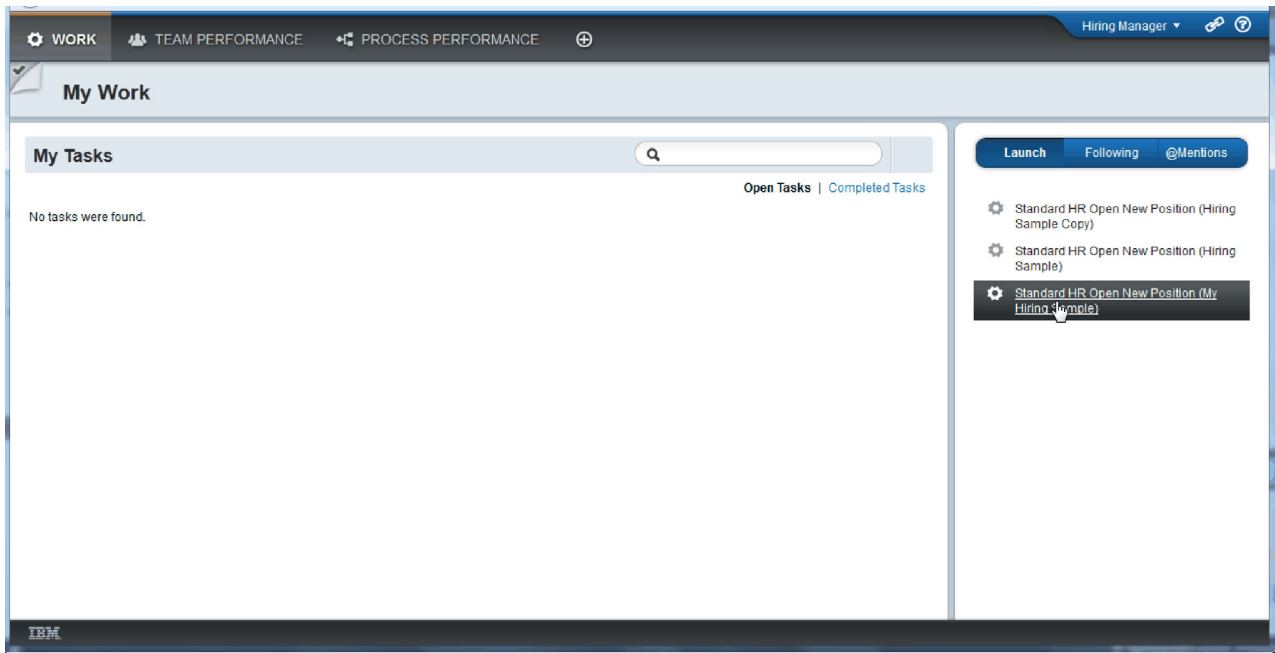 WORK TEAM PERFORMANCE PROCESS PERFORMANCE
Hiring Manager
My Work
My Tasks
Open Tasks | Completed Tasks
No tasks were found.
Launch Following @Mentions
Standard HR Open New Position (Hiring
Sample Copy)
Standard HR Open New Position (Hiring
Sample)
Standard HR Open New Position (My
Hiring Sample)
IBM